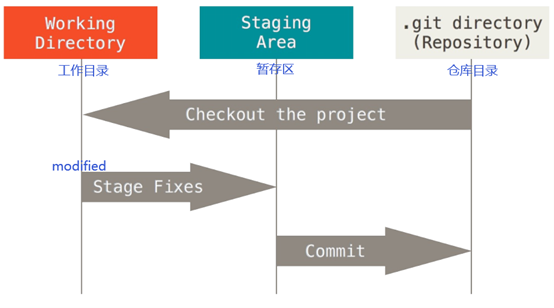 Working
Directory
Staging
Area
.git directory
(Repository)
工作目录
暂存区
仓库目录
Checkout the project
modified
Stage Fixes
Commit